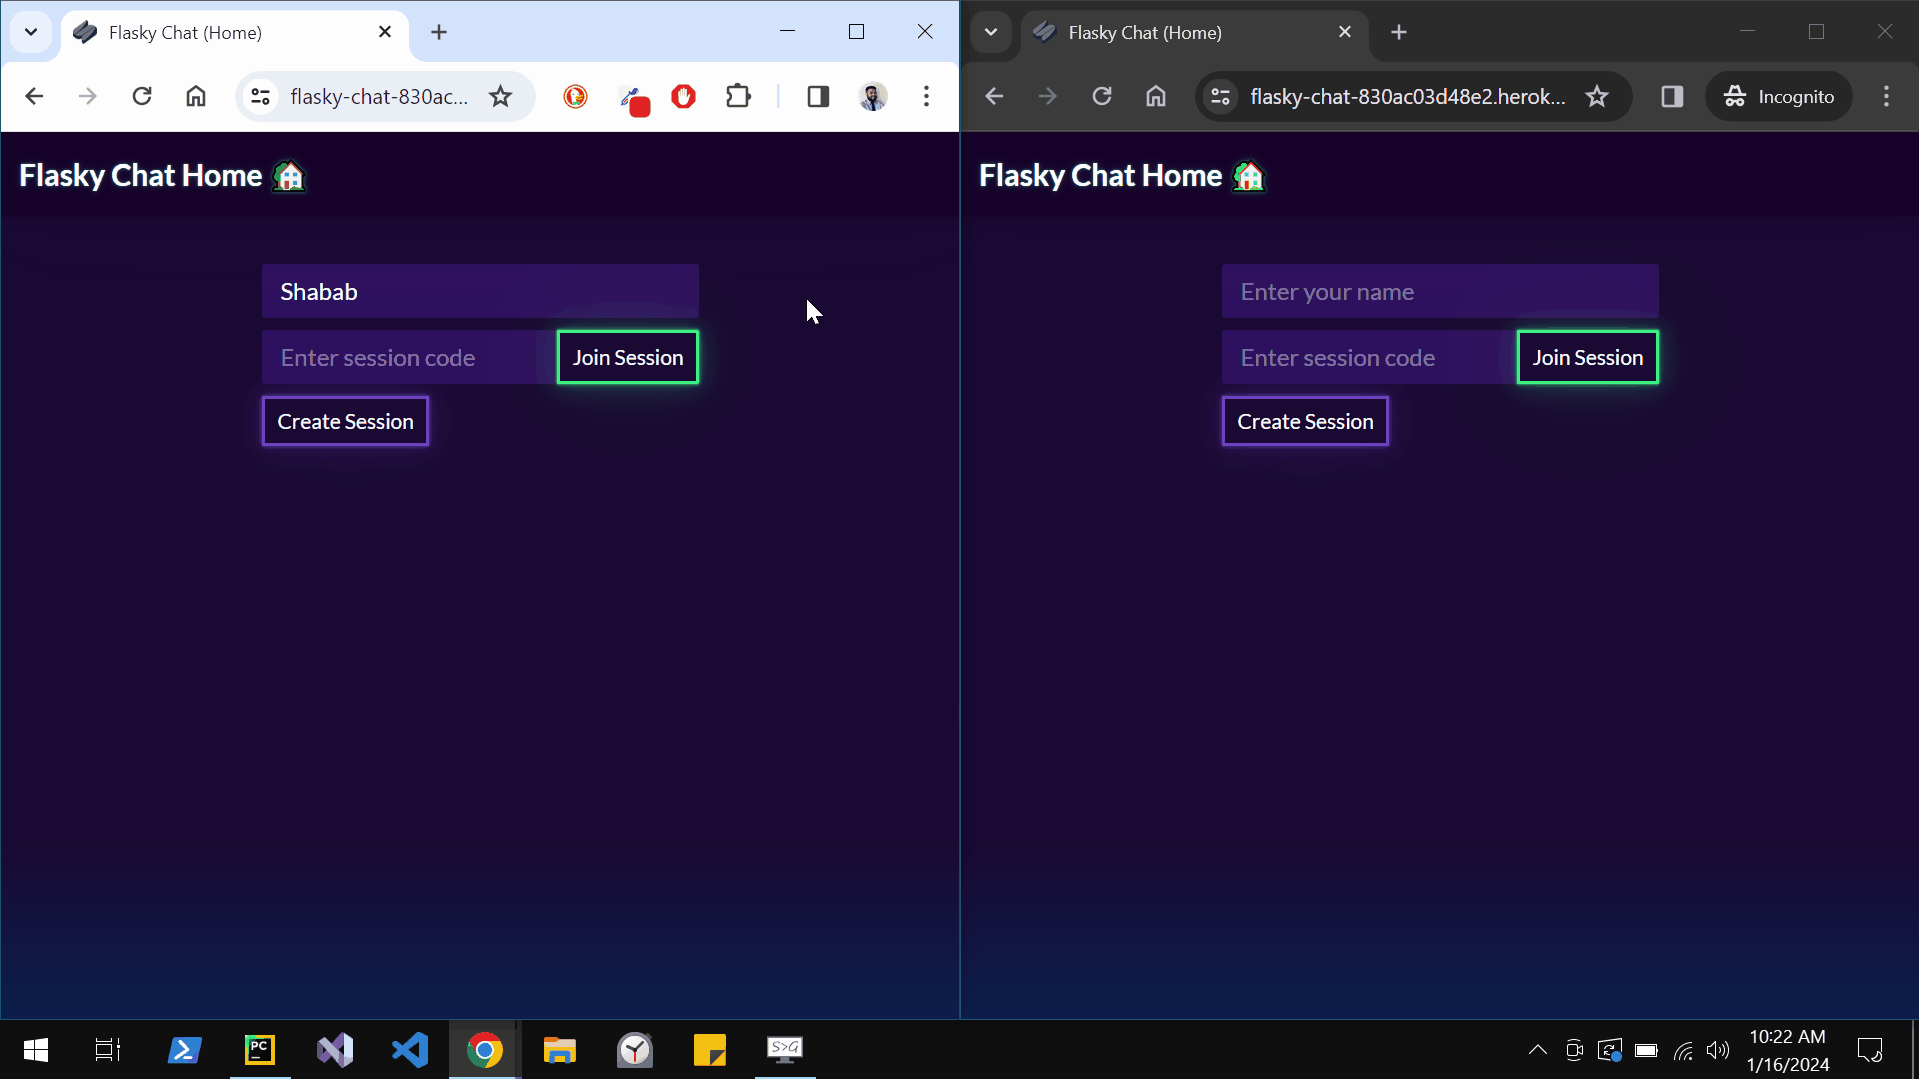 Flasky Chat (Home)
flasky-chat-830ac...
Flasky Chat Home
Shabab
Enter session code
Join Session
Create Session
Flasky Chat (Home)
flasky-chat-830ac03d48e2.herok...
Incognito
Flasky Chat Home
Enter your name
Enter session code
Join Session
Create Session
PC
S>G
10:22 AM
1/16/2024